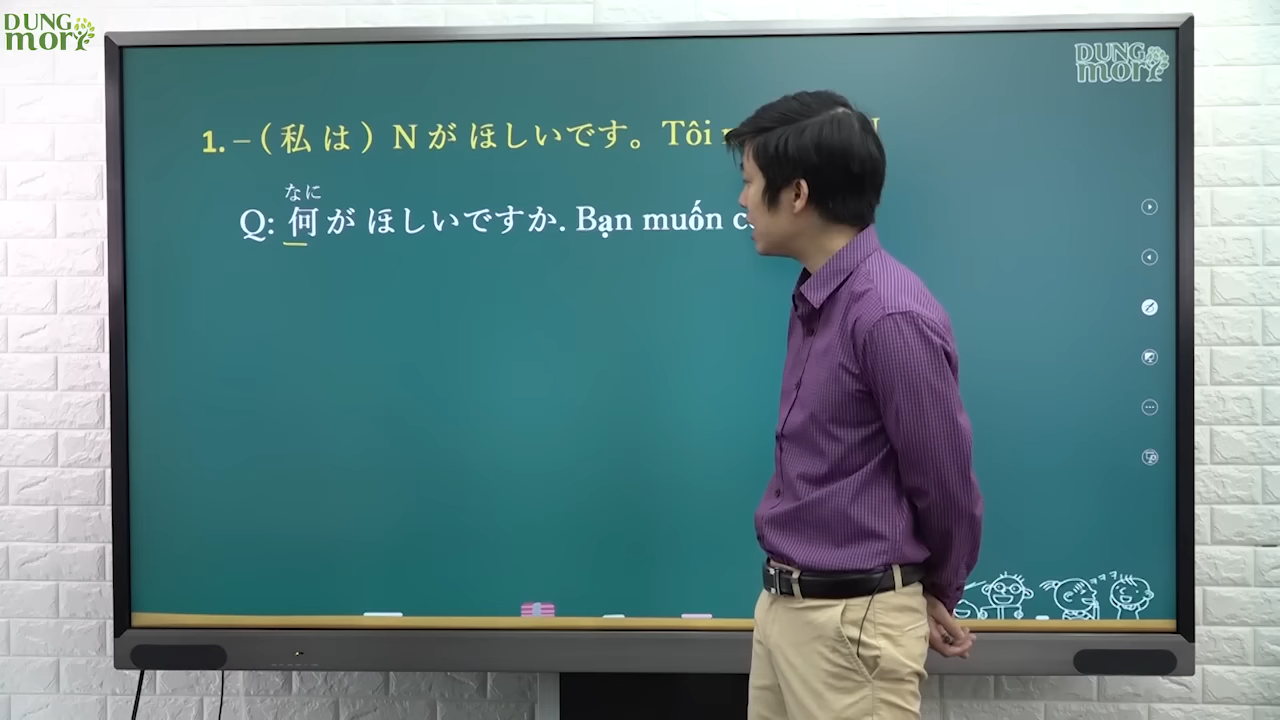 DUNG
mori
DUNG
mori
1. – ( 私 は ) N が ほしいです。 Tôi N
なに
Q: 何 が ほしいですか. Bạn muốn